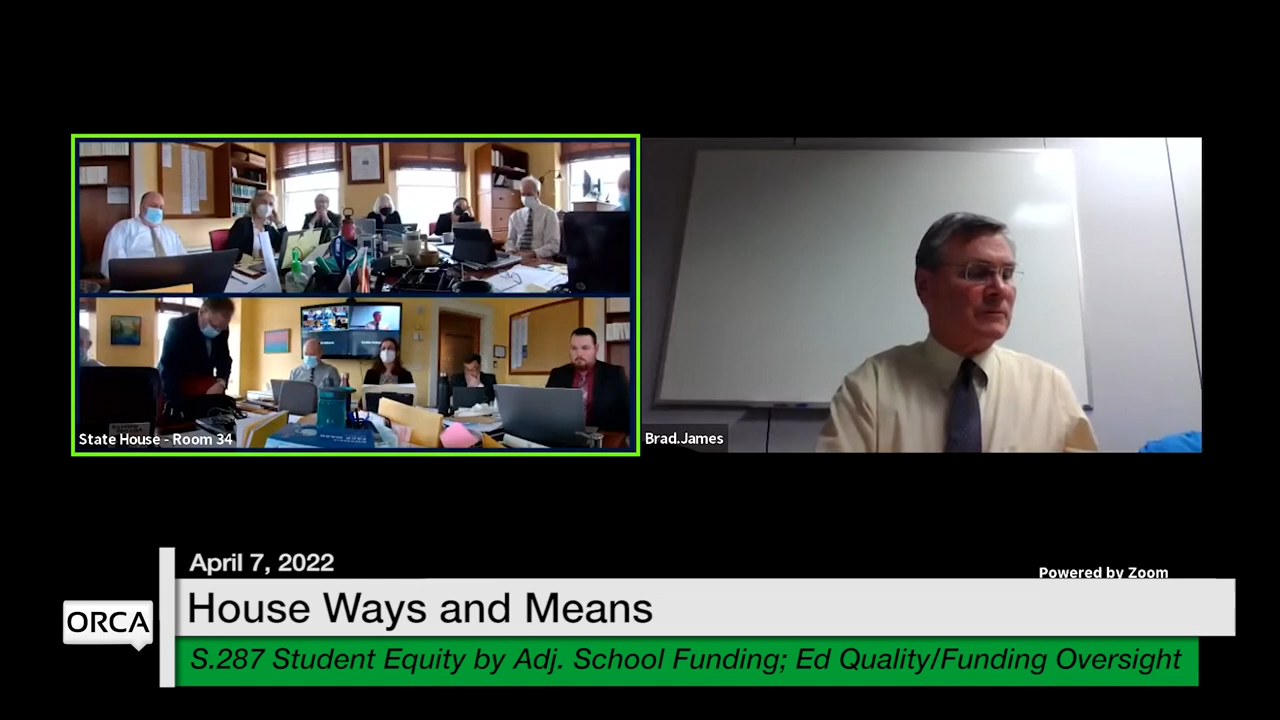 State House - Room 34
Brad.James
April 7, 2022
Powered by Zoom
House Ways and Means
ORCA
S.287 Student Equity by Adj. School Funding; Ed Quality/Funding Oversight